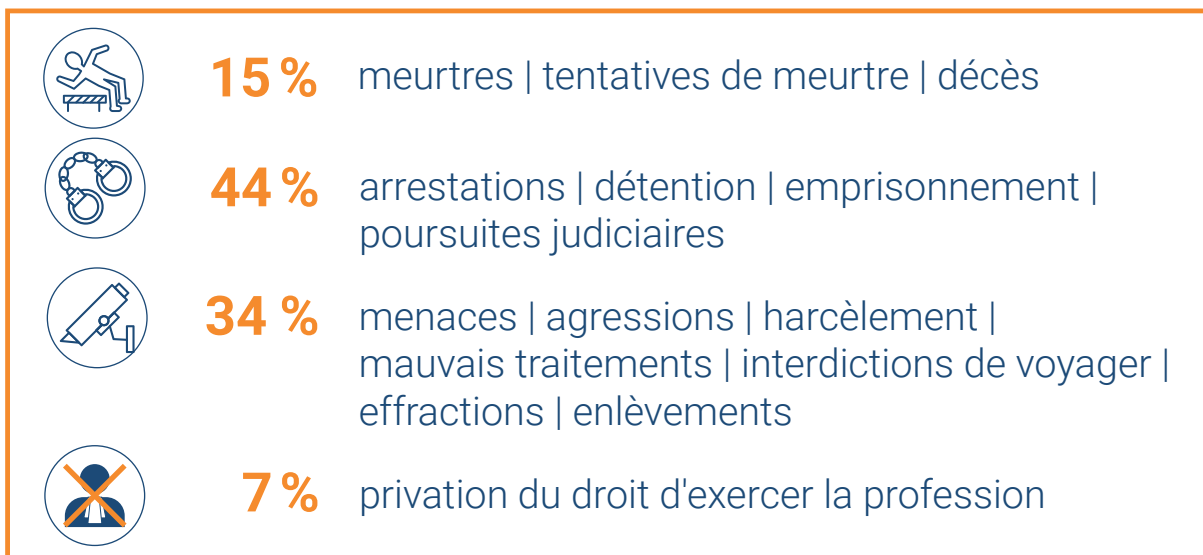 15 % meurtres | tentatives de meurtre | décès
44 % arrestations | détention | emprisonnement |
poursuites judiciaires
34 % menaces | agressions | harcèlement |
mauvais traitements | interdictions de voyager |
effractions | enlèvements
7 % privation du droit d'exercer la profession